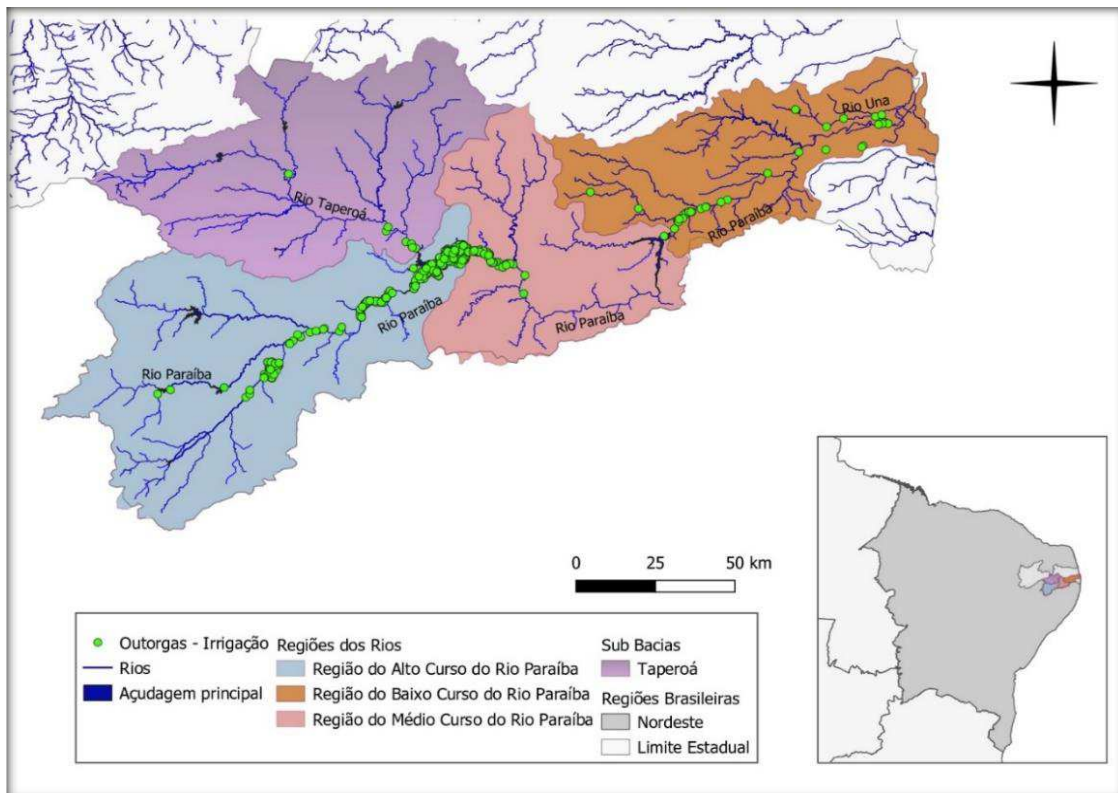 Rio Una
Rio Taperoá
Rio Paraíba
Rio Paraíba
Rio Paraíba
Rio Paraíba
0 25 50 km
Outorgas - Irrigação
Rios
Açudagem principal
Regiões dos Rios
Região do Alto Curso do Rio Paraíba
Região do Baixo Curso do Rio Paraíba
Região do Médio Curso do Rio Paraíba
Sub Bacias
Taperoá
Regiões Brasileiras
Nordeste
Limite Estadual